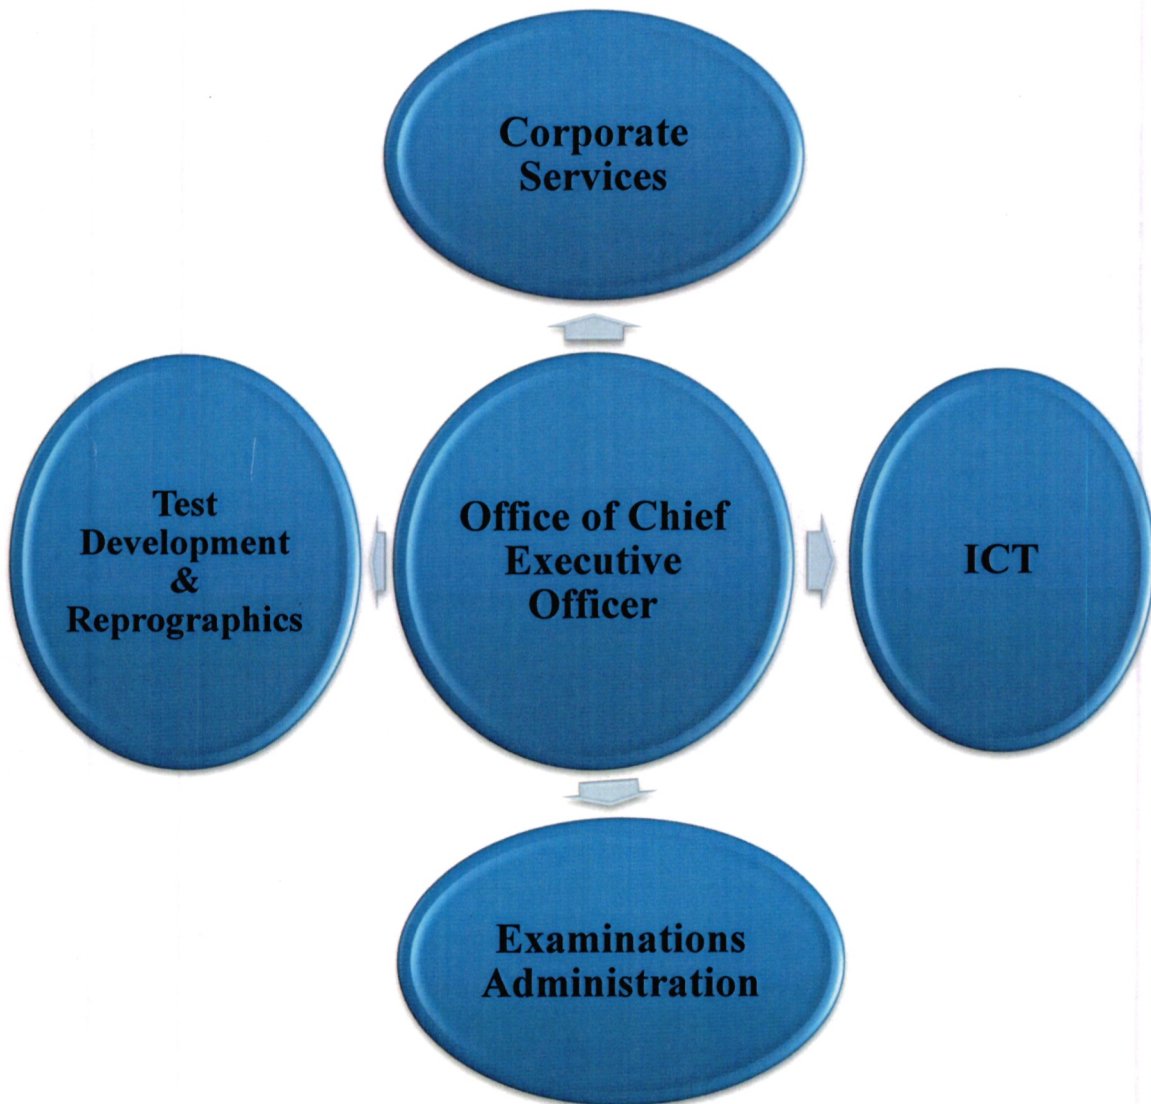 Corporate
Services
Test
Development
&
Reprographics
Office of Chief
Executive
Officer
ICT
Examinations
Administration